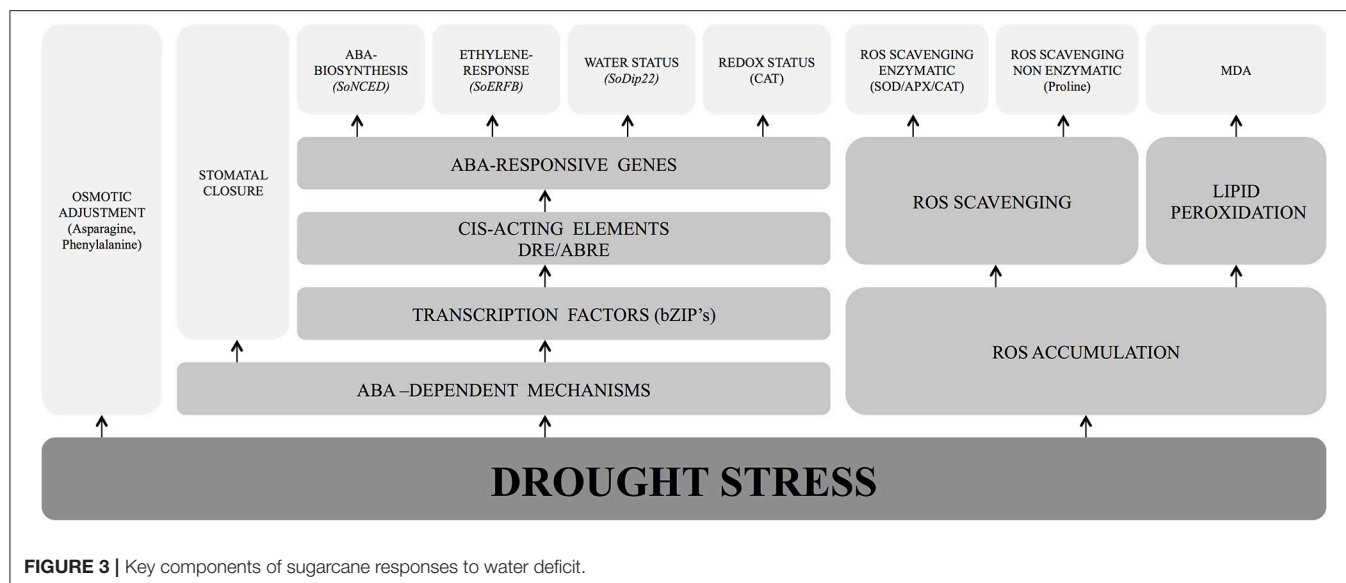 ABA-
BIOSYNTHESIS
(SoNCED)
ETHYLENE-
RESPONSE
(SoERFB)
WATER STATUS
(SoDip22)
REDOX STATUS
(CAT)
ROS SCAVENGING
ENZYMATIC
(SOD/APX/CAT)
ROS SCAVENGING
NON ENZYMATIC
(Proline)
MDA
OSMOTIC
ADJUSTMENT
(Asparagine,
Phenylalanine)
STOMATAL
CLOSURE
ABA-RESPONSIVE GENES
CIS-ACTING ELEMENTS
DRE/ABRE
TRANSCRIPTION FACTORS (bZIP's)
ABA –DEPENDENT MECHANISMS
ROS SCAVENGING
LIPID
PEROXIDATION
ROS ACCUMULATION
DROUGHT STRESS
FIGURE 3 | Key components of sugarcane responses to water deficit.